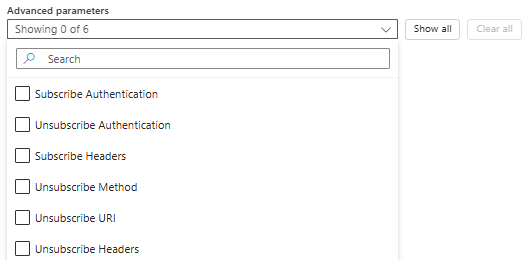 Advanced parameters
Showing 0 of 6
Show all
Clear all
Search
Subscribe Authentication
Unsubscribe Authentication
Subscribe Headers
Unsubscribe Method
Unsubscribe URI
Unsubscribe Headers